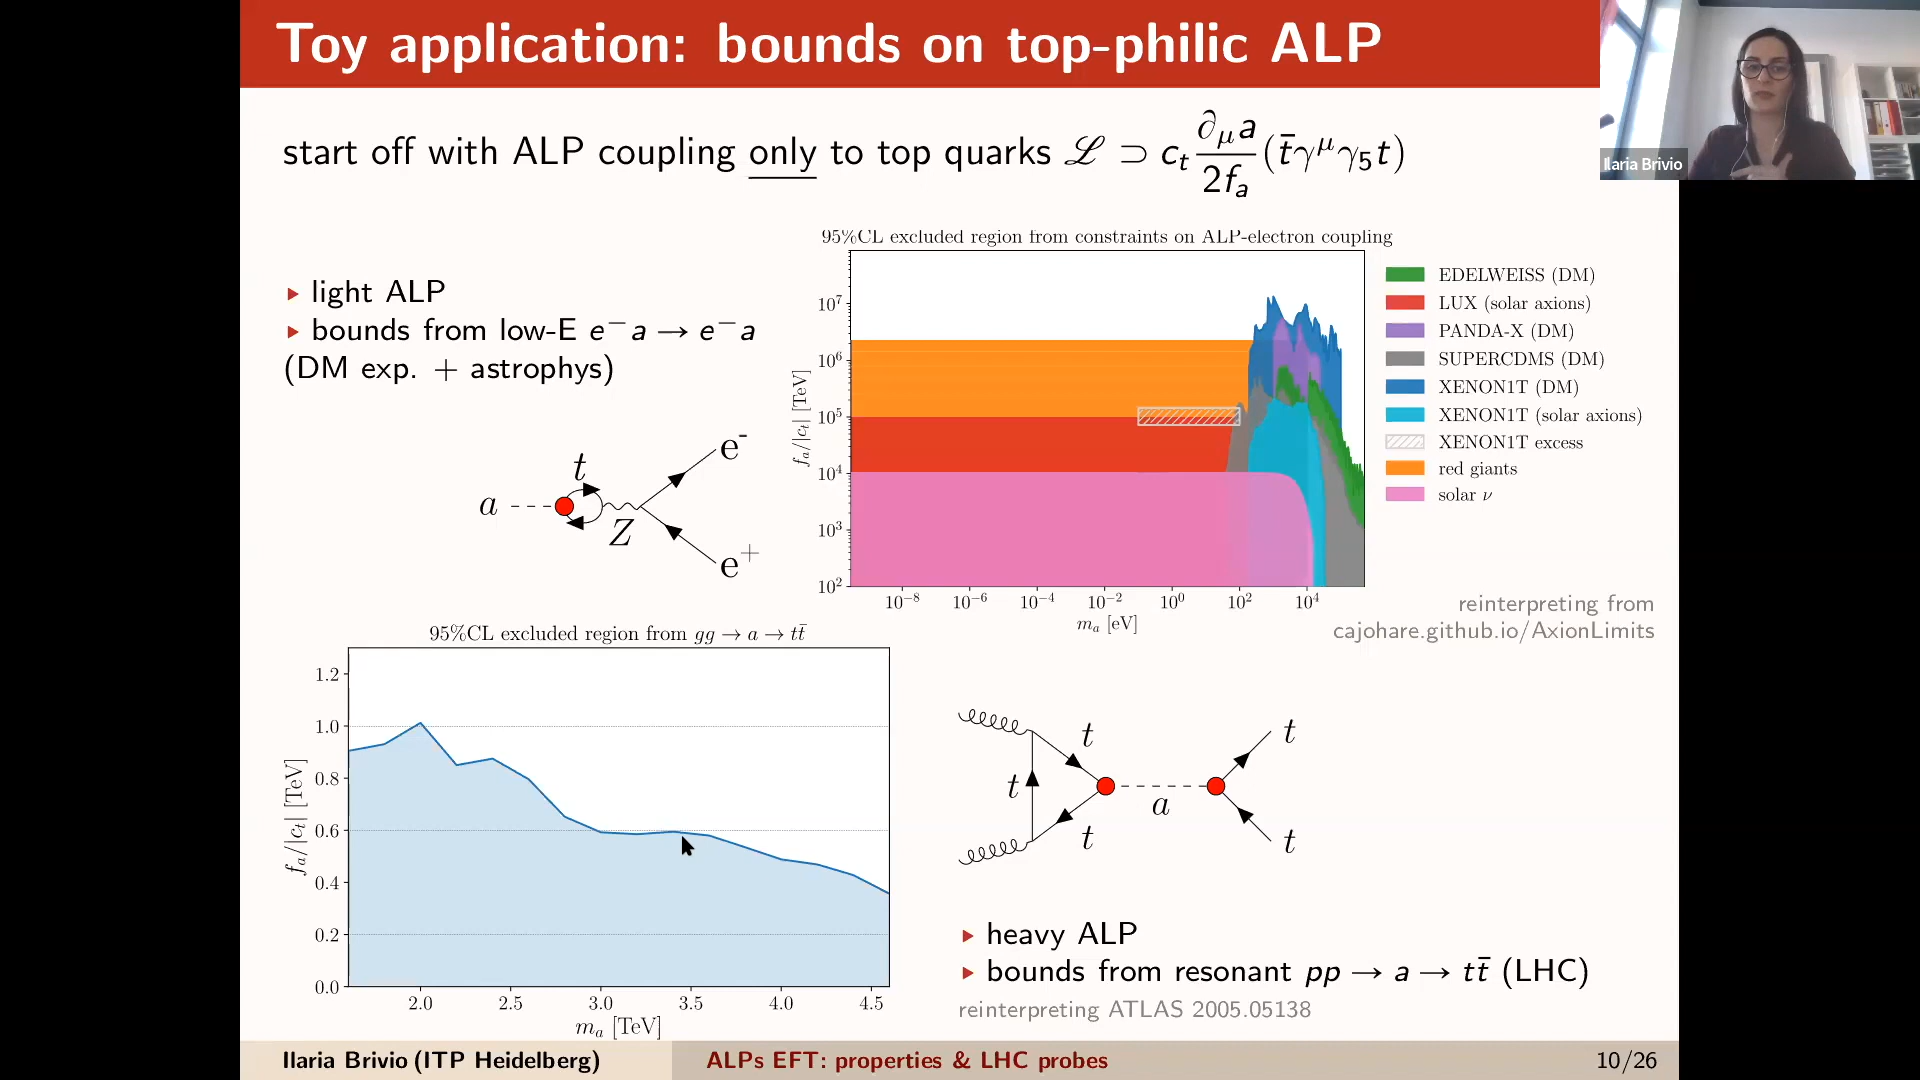 Toy application: bounds on top-philic ALP
Ilaria Brivio
start off with ALP coupling only to top quarks ℒ ⊃ c_t ∂_μ a / 2f_a (t̄γ^μγ_5 t)
▸ light ALP
▸ bounds from low-E e⁻a → e⁻a
(DM exp. + astrophys)
a
t
Z
e⁻
e⁺
95%CL excluded region from constraints on ALP-electron coupling
f_a/|c_t| [TeV]
10⁷
10⁶
10⁵
10⁴
10³
10²
10⁻⁸ 10⁻⁶ 10⁻⁴ 10⁻² 10⁰ 10² 10⁴
m_a [eV]
EDELWEISS (DM)
LUX (solar axions)
PANDA-X (DM)
SUPERCDMS (DM)
XENON1T (DM)
XENON1T (solar axions)
XENON1T excess
red giants
solar ν
reinterpreting from
cajohare.github.io/AxionLimits
95%CL excluded region from gg → a → tt̄
f_a/|c_t| [TeV]
1.2
1.0
0.8
0.6
0.4
0.2
0.0
2.0 2.5 3.0 3.5 4.0 4.5
m_a [TeV]
t
t
t
a
t
t
▸ heavy ALP
▸ bounds from resonant pp → a → tt̄ (LHC)
reinterpreting ATLAS 2005.05138
Ilaria Brivio (ITP Heidelberg)
ALPs EFT: properties & LHC probes
10/26